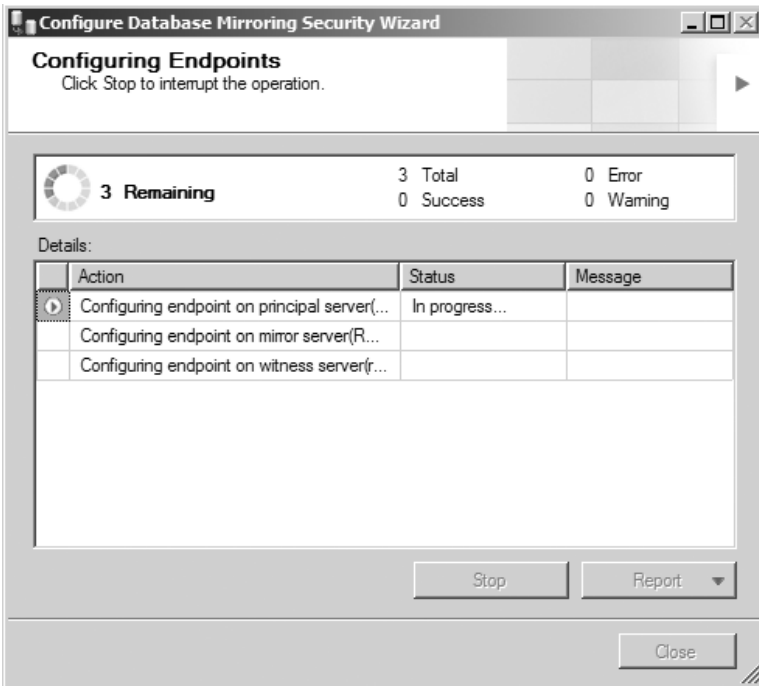 Configure Database Mirroring Security Wizard
Configuring Endpoints
Click Stop to interrupt the operation.
3 Remaining
3 Total
0 Error
0 Success
0 Warning
Details:
Action Status Message
Configuring endpoint on principal server(... In progress...
Configuring endpoint on mirror server(R...
Configuring endpoint on witness server(r...
Stop Report
Close